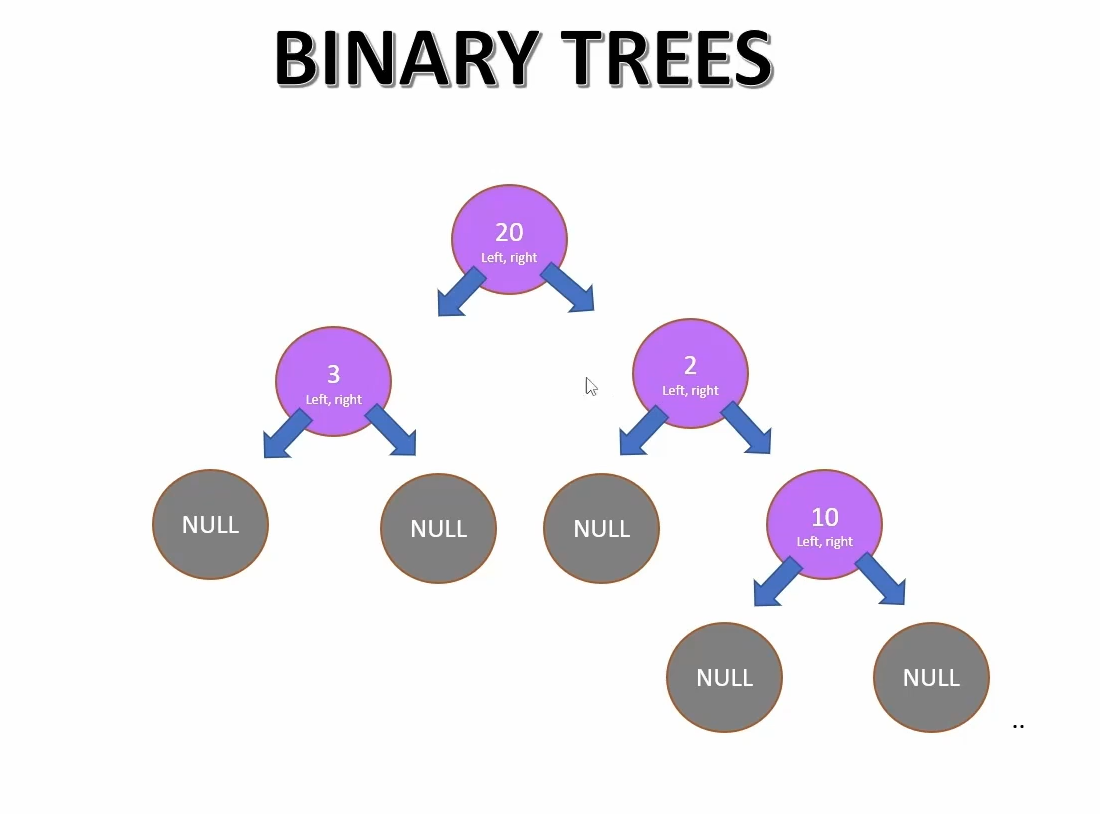 BINARY TREES
20
Left, right
3
Left, right
2
Left, right
NULL
NULL
NULL
10
Left, right
NULL
NULL
..